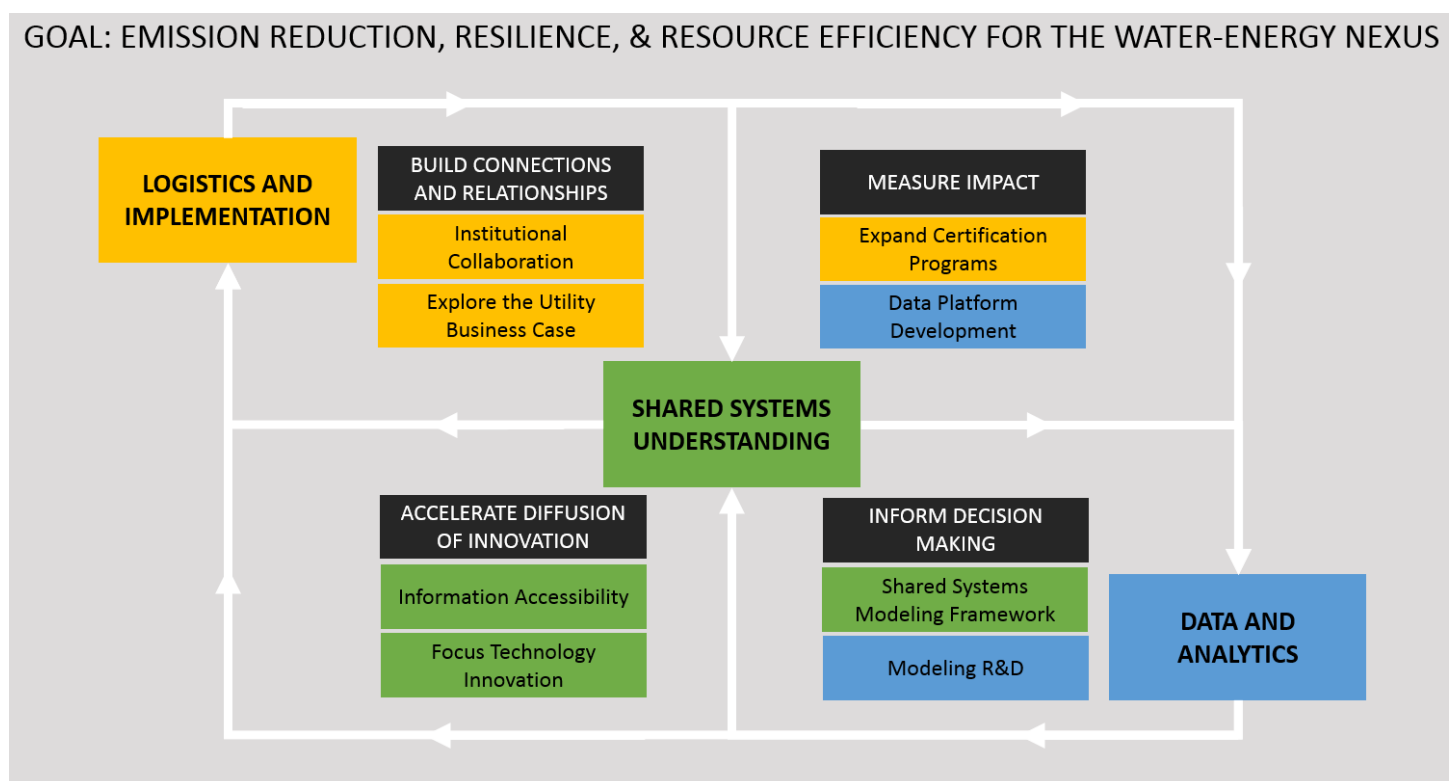 GOAL: EMISSION REDUCTION, RESILIENCE, & RESOURCE EFFICIENCY FOR THE WATER-ENERGY NEXUS
LOGISTICS AND
IMPLEMENTATION
BUILD CONNECTIONS
AND RELATIONSHIPS
Institutional
Collaboration
Explore the Utility
Business Case
MEASURE IMPACT
Expand Certification
Programs
Data Platform
Development
SHARED SYSTEMS
UNDERSTANDING
ACCELERATE DIFFUSION
OF INNOVATION
Information Accessibility
Focus Technology
Innovation
INFORM DECISION
MAKING
Shared Systems
Modeling Framework
Modeling R&D
DATA AND
ANALYTICS